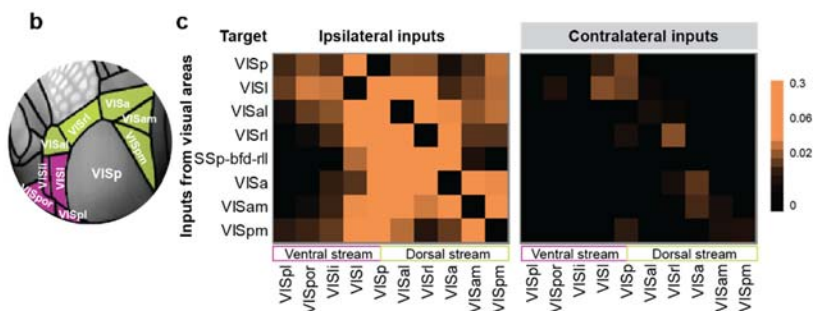 b
VISa
VISrl
VISam
VISal
VISpm
VISli
VISl
VISp
VISpor
VISpl
c
Target
Ipsilateral inputs
Contralateral inputs
Inputs from visual areas
VISp
VISl
VISal
VISrl
SSp-bfd-rll
VISa
VISam
VISpm
0.3
0.06
0.02
0
Ventral stream
Dorsal stream
Ventral stream
Dorsal stream
VISpl
VISpor
VISli
VISl
VISp
VISal
VISrl
VISa
VISam
VISpm
VISpl
VISpor
VISli
VISl
VISp
VISal
VISrl
VISa
VISam
VISpm